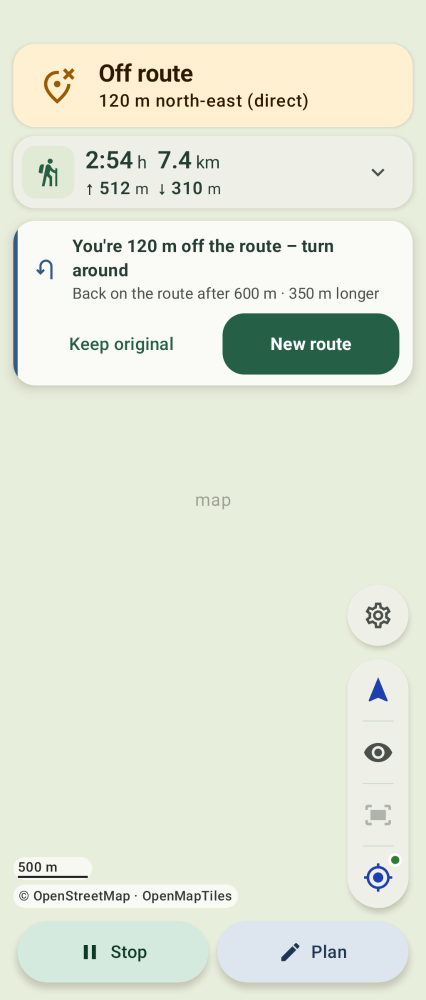 Off route
120 m north-east (direct)
2:54 h 7.4 km
↑ 512 m ↓ 310 m
You're 120 m off the route – turn
around
Back on the route after 600 m · 350 m longer
Keep original
New route
map
500 m
© OpenStreetMap · OpenMapTiles
Stop
Plan